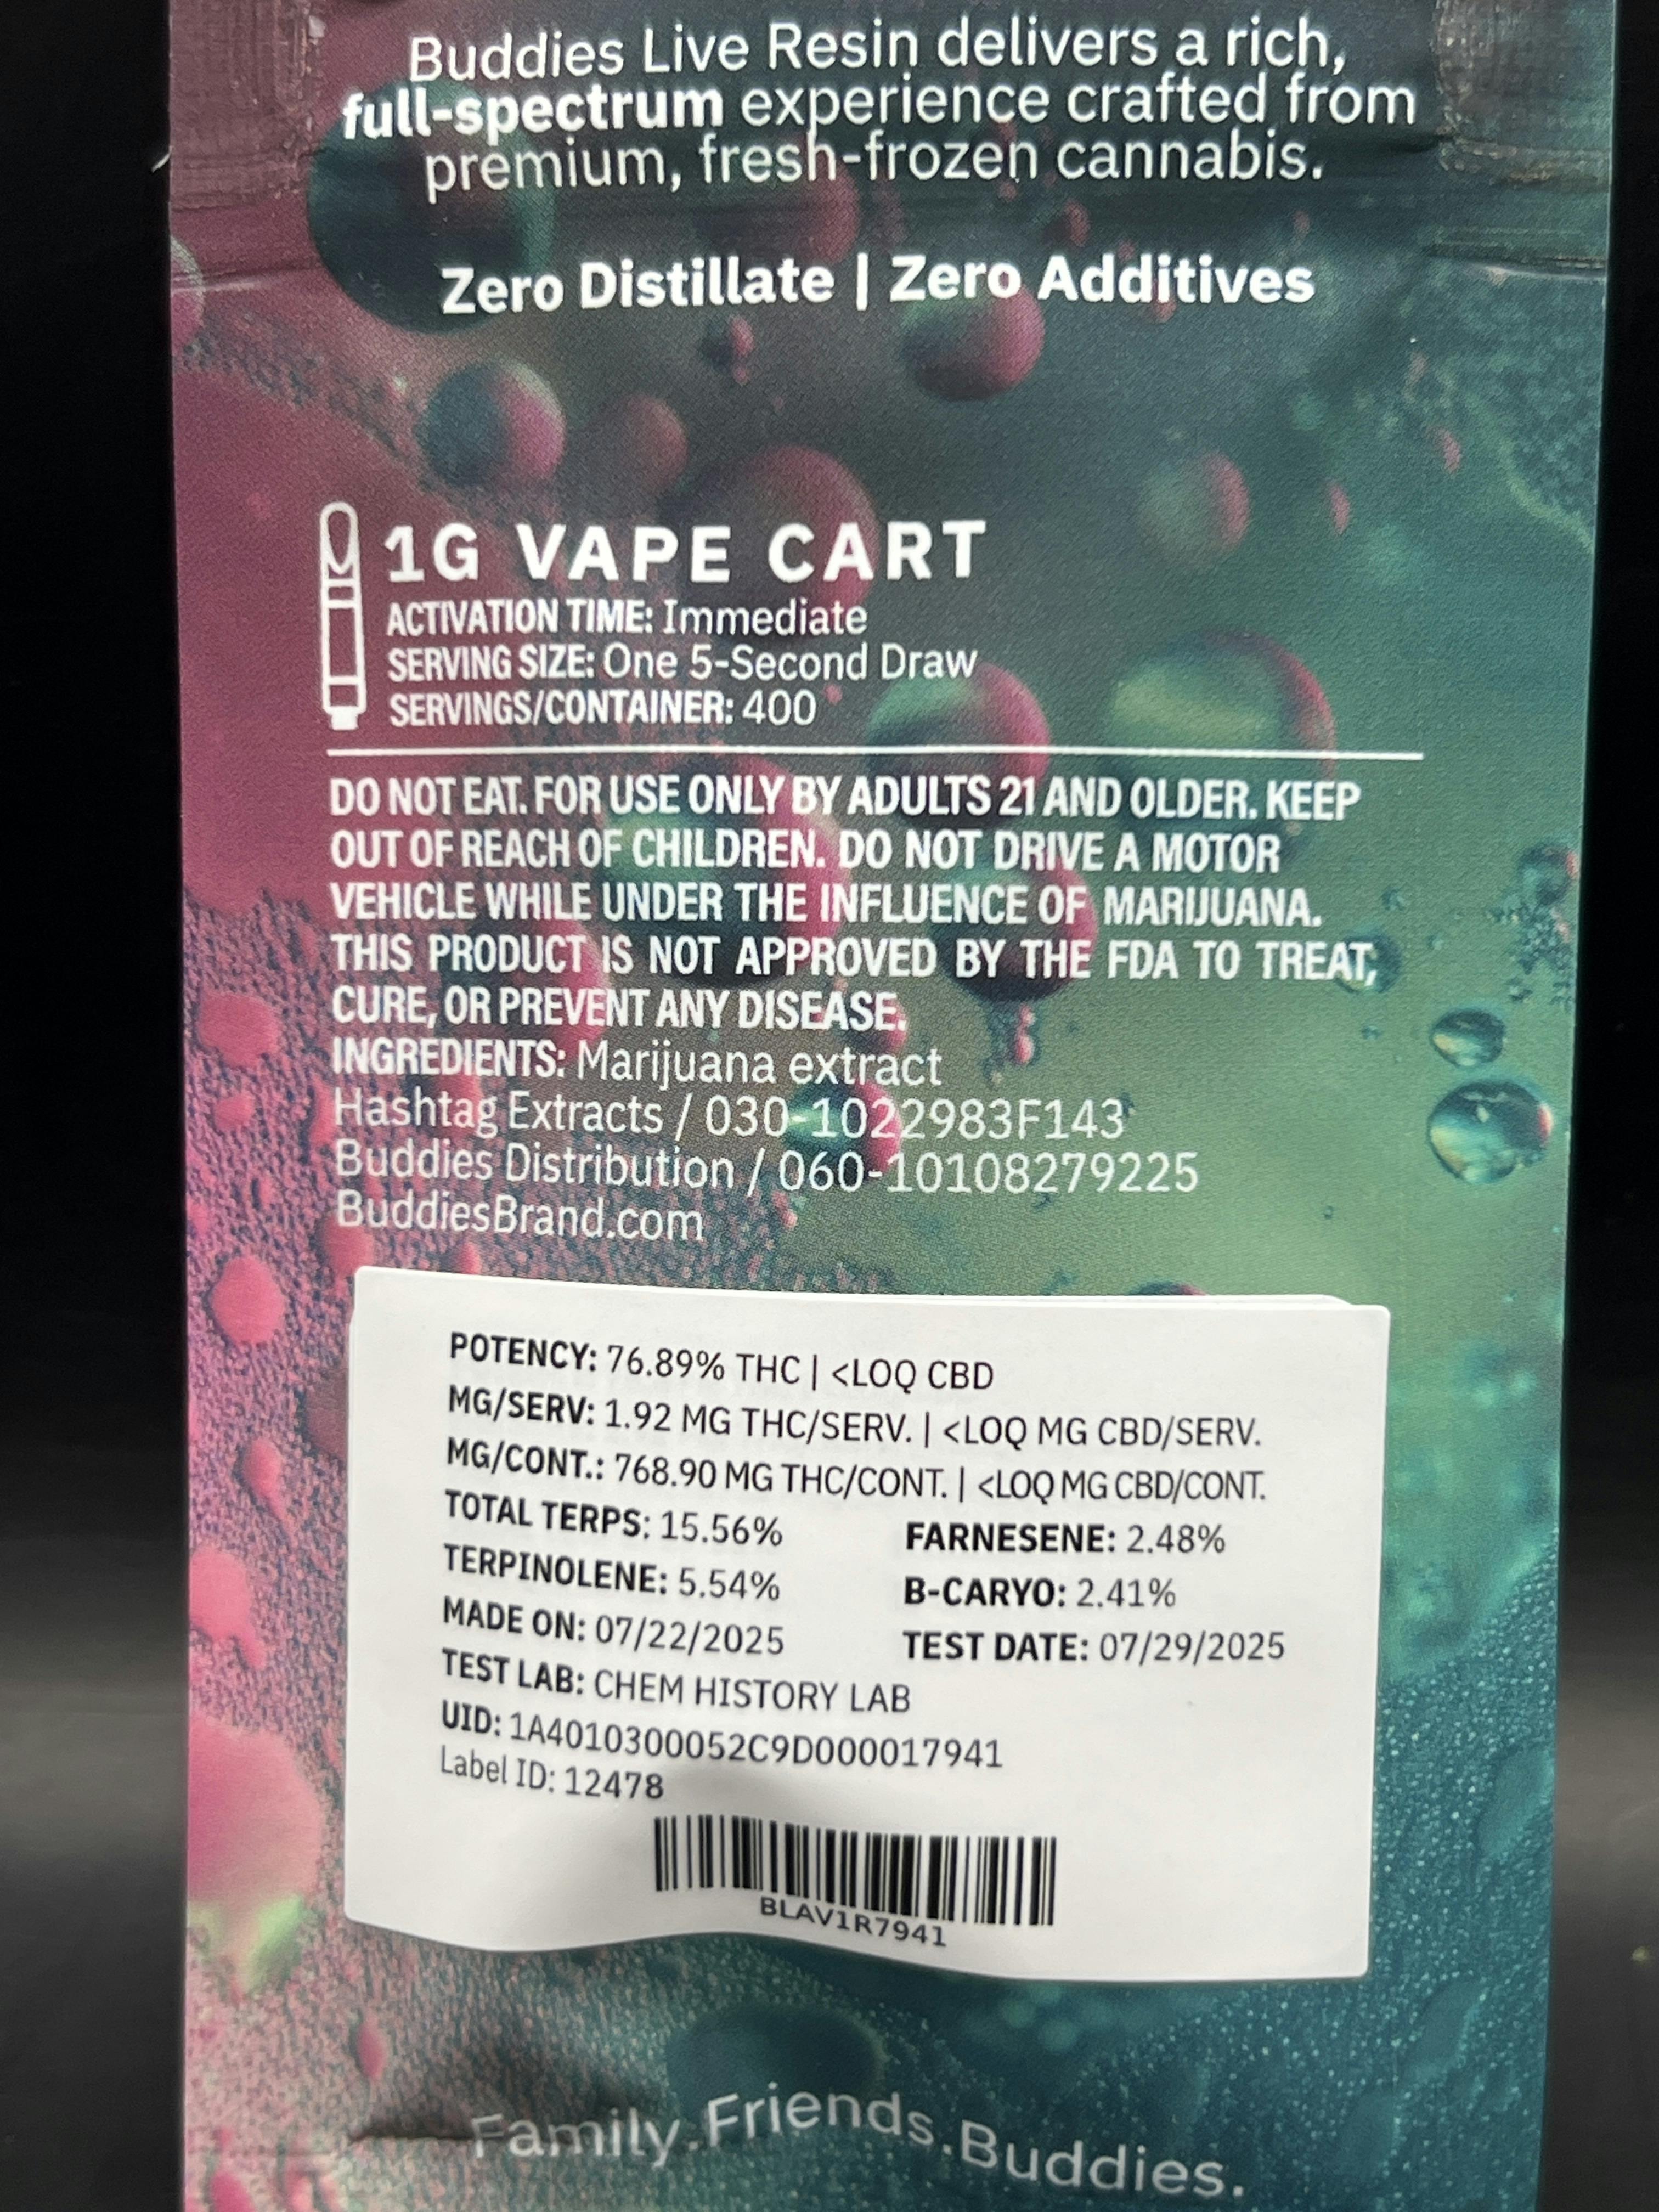 Buddies Live Resin delivers a rich,
full-spectrum experience crafted from
premium, fresh-frozen cannabis.
Zero Distillate | Zero Additives
1G VAPE CART
ACTIVATION TIME: Immediate
SERVING SIZE: One 5-Second Draw
SERVINGS/CONTAINER: 400
DO NOT EAT. FOR USE ONLY BY ADULTS 21 AND OLDER. KEEP
OUT OF REACH OF CHILDREN. DO NOT DRIVE A MOTOR
VEHICLE WHILE UNDER THE INFLUENCE OF MARIJUANA.
THIS PRODUCT IS NOT APPROVED BY THE FDA TO TREAT,
CURE, OR PREVENT ANY DISEASE.
INGREDIENTS: Marijuana extract
Hashtag Extracts / 030-1022983F143
Buddies Distribution / 060-10108279225
BuddiesBrand.com
POTENCY: 76.89% THC | <LOQ CBD
MG/SERV: 1.92 MG THC/SERV. | <LOQ MG CBD/SERV.
MG/CONT.: 768.90 MG THC/CONT. | <LOQ MG CBD/CONT.
TOTAL TERPS: 15.56% FARNESENE: 2.48%
TERPINOLENE: 5.54% B-CARYO: 2.41%
MADE ON: 07/22/2025 TEST DATE: 07/29/2025
TEST LAB: CHEM HISTORY LAB
UID: 1A4010300052C9D000017941
Label ID: 12478
BLAV1R7941
Family.Friends.Buddies.